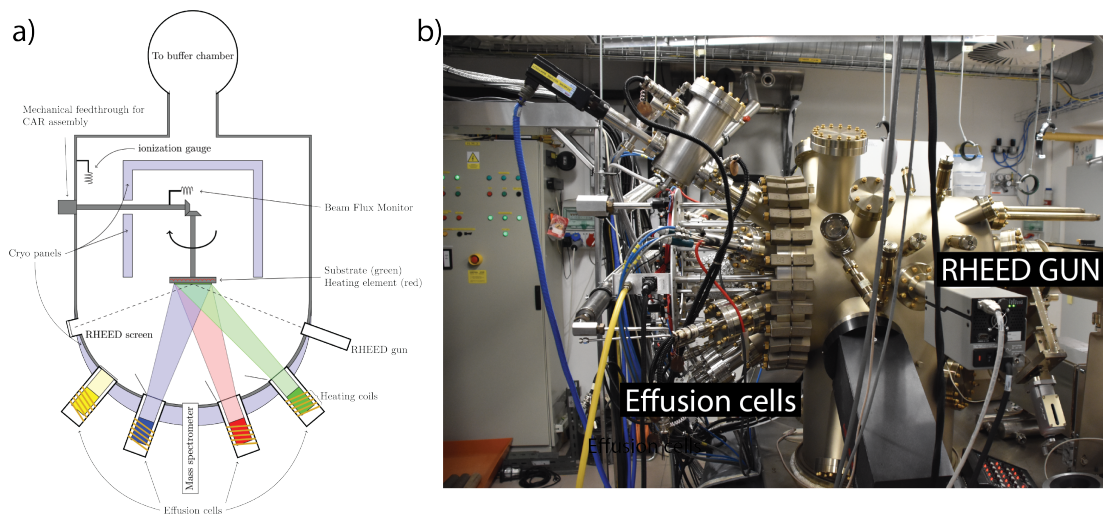 a)
To buffer chamber
Mechanical feedthrough for
CAR assembly
ionization gauge
Beam Flux Monitor
Cryo panels
Substrate (green)
Heating element (red)
RHEED screen
RHEED gun
Heating coils
Mass spectrometer
Effusion cells
b)
RHEED GUN
Effusion cells
Effusion cells